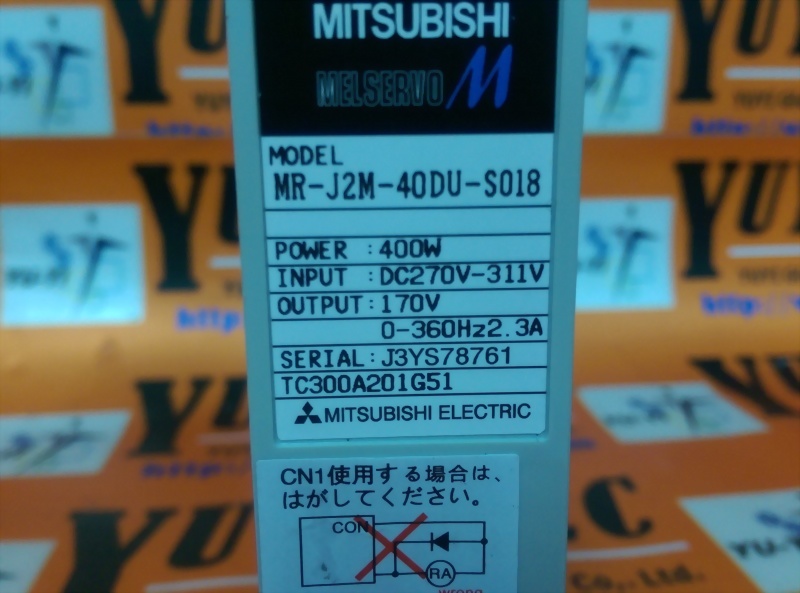 MITSUBISHI
MELSERVO M
MODEL
MR-J2M-40DU-S018
POWER : 400W
INPUT : DC270V-311V
OUTPUT : 170V
0-360Hz2.3A
SERIAL : J3YS78761
TC300A201G51
MITSUBISHI ELECTRIC
CN1使用する場合は、
はがしてください。
CON
RA
wrong